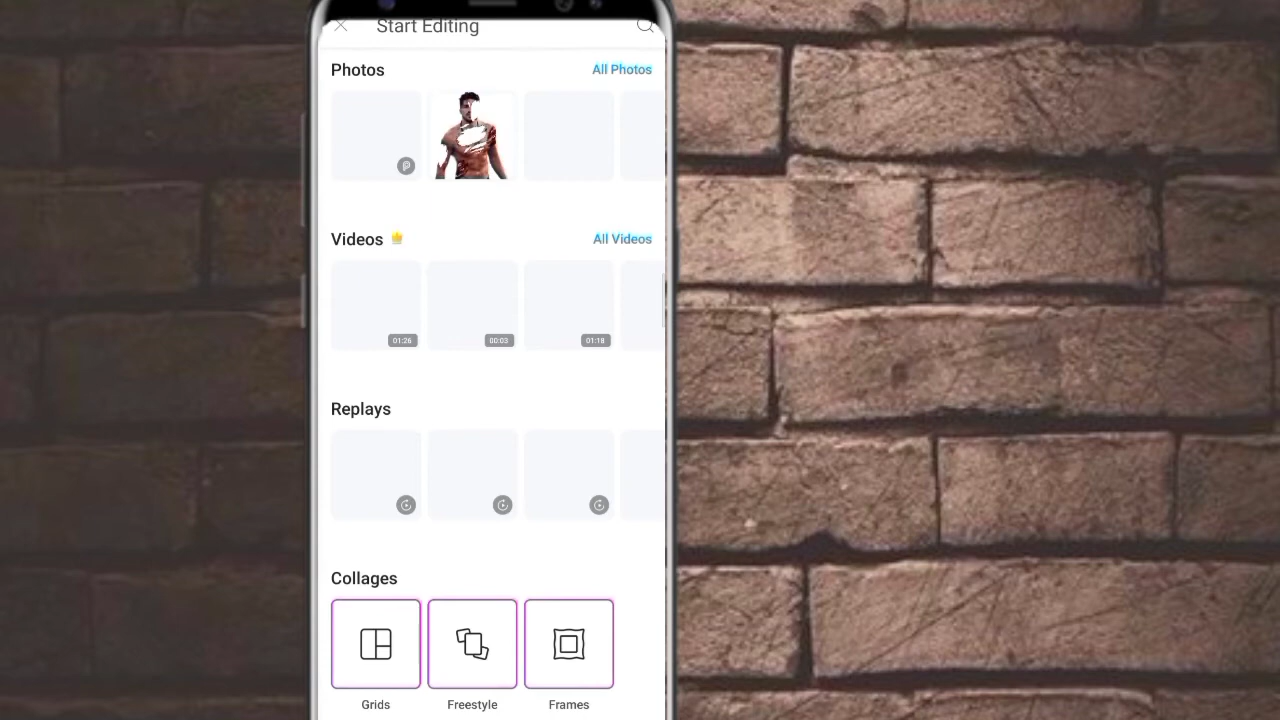 Start Editing
Photos
All Photos
Videos
All Videos
01:26
00:03
01:18
Replays
Collages
Grids
Freestyle
Frames